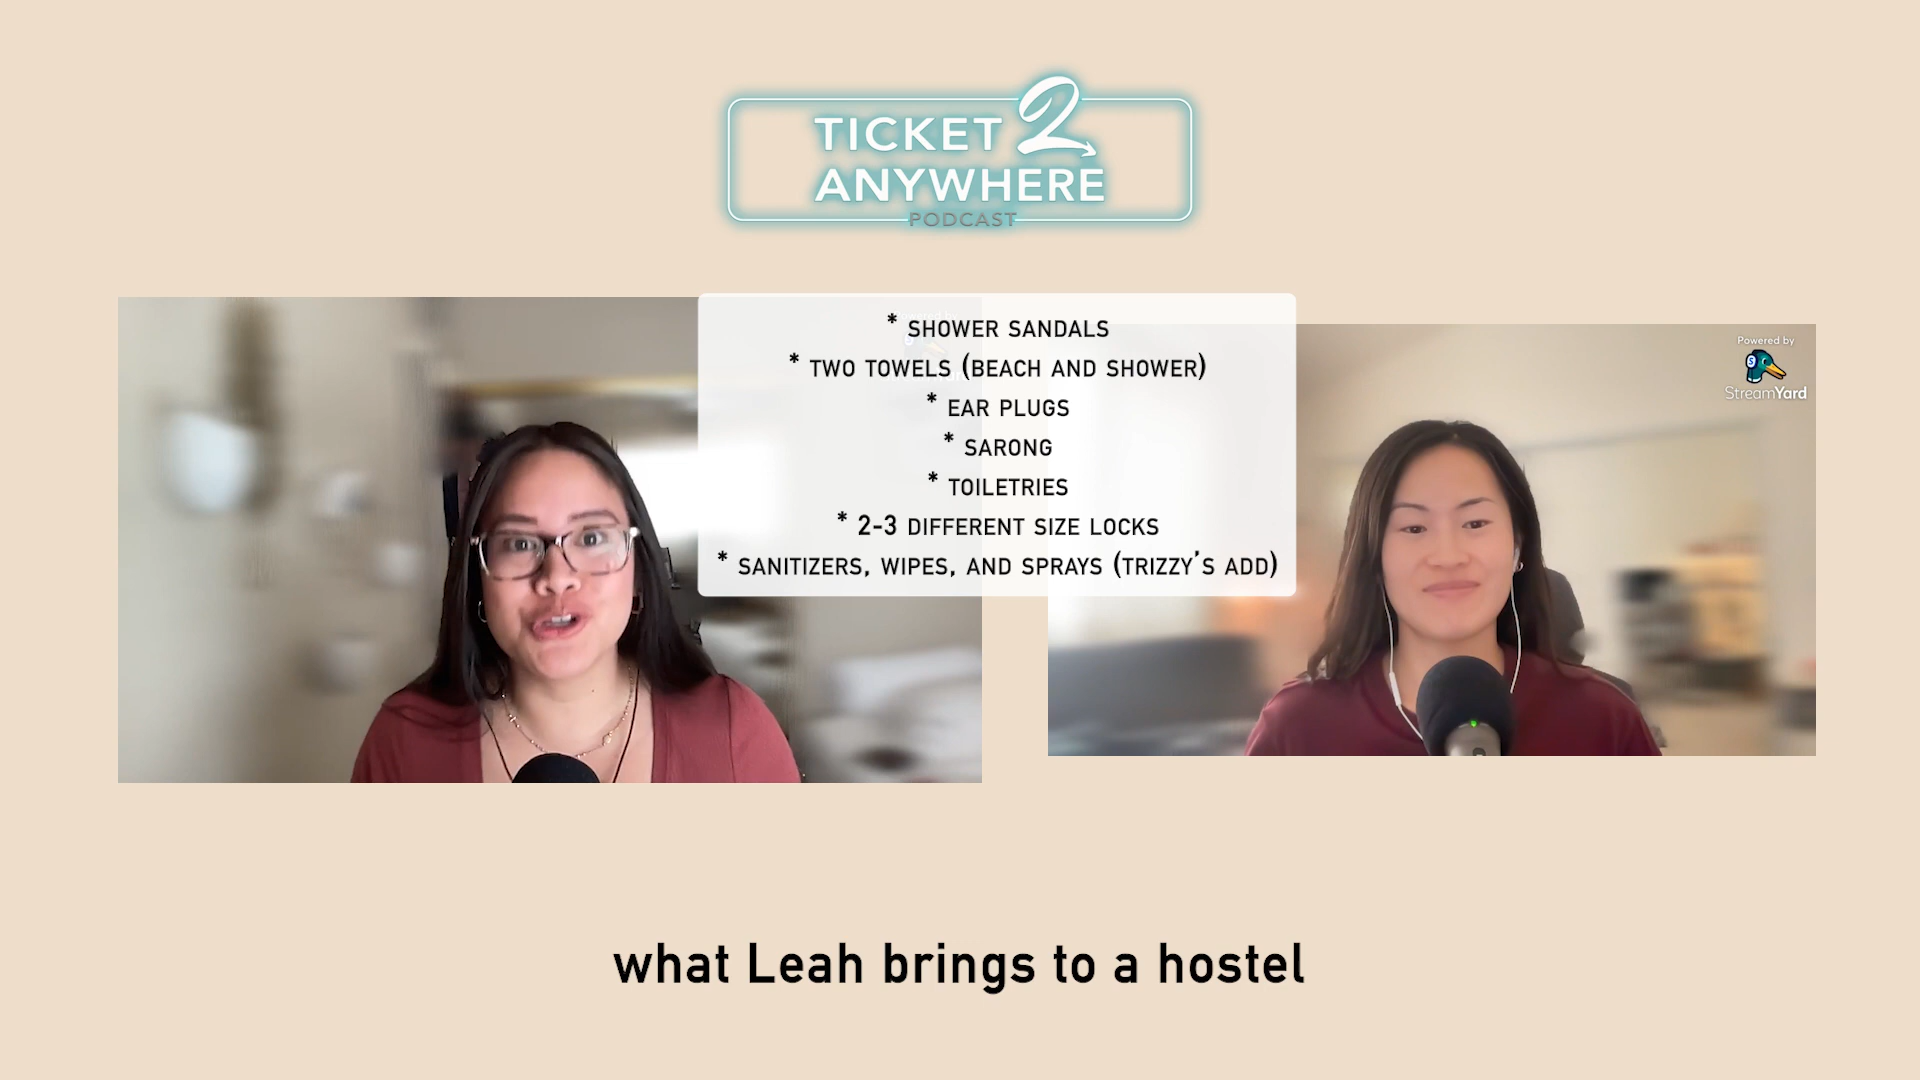 TICKET 2
ANYWHERE
PODCAST
* SHOWER SANDALS
* TWO TOWELS (BEACH AND SHOWER)
* EAR PLUGS
* SARONG
* TOILETRIES
* 2-3 DIFFERENT SIZE LOCKS
* SANITIZERS, WIPES, AND SPRAYS (TRIZZY'S ADD)
Powered by
StreamYard
what Leah brings to a hostel